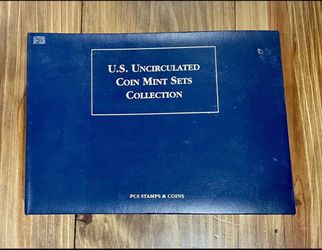 U.S. UNCIRCULATED
COIN MINT SETS
COLLECTION
PCS STAMPS & COINS